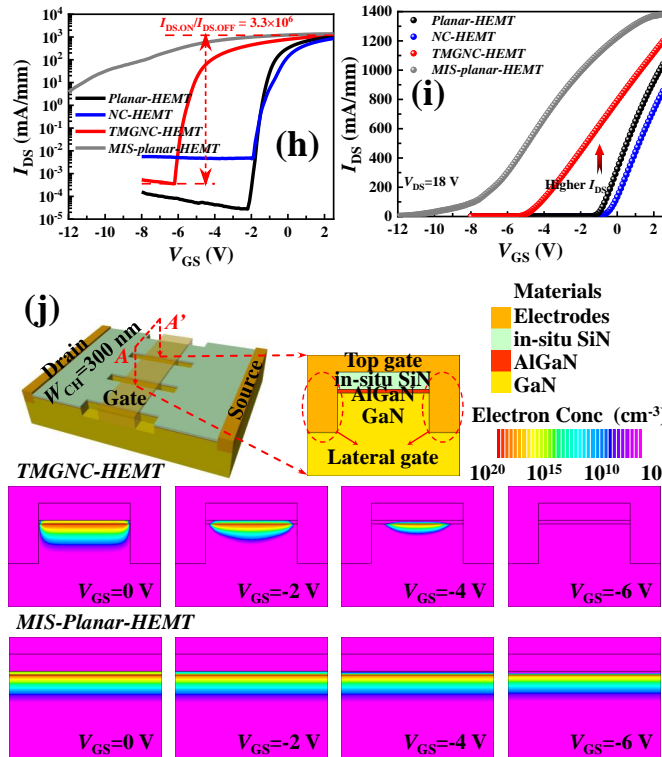 10⁴
10³
10²
10¹
10⁰
10⁻¹
10⁻²
10⁻³
10⁻⁴
10⁻⁵
I_DS (mA/mm)
I_DS.ON/I_DS.OFF = 3.3×10⁶
Planar-HEMT
NC-HEMT
TMGNC-HEMT
MIS-planar-HEMT
(h)
-12 -10 -8 -6 -4 -2 0 2
V_GS (V)
1400
1200
1000
800
600
400
200
0
I_DS (mA/mm)
Planar-HEMT
NC-HEMT
TMGNC-HEMT
MIS-planar-HEMT
(i)
V_DS=18 V
Higher I_DS
-12 -10 -8 -6 -4 -2 0 2
V_GS (V)
(j)
A'
A
Drain
W_CH=300 nm
Gate
Source
Top gate
in-situ SiN
AlGaN
GaN
Lateral gate
Materials
Electrodes
in-situ SiN
AlGaN
GaN
Electron Conc (cm⁻³)
10²⁰ 10¹⁵ 10¹⁰ 10
TMGNC-HEMT
V_GS=0 V
V_GS=-2 V
V_GS=-4 V
V_GS=-6 V
MIS-Planar-HEMT
V_GS=0 V
V_GS=-2 V
V_GS=-4 V
V_GS=-6 V